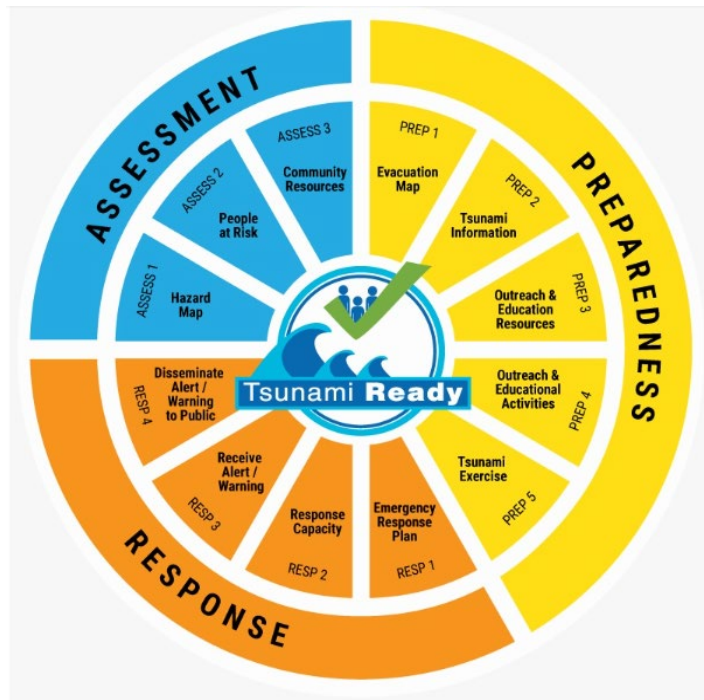 ASSESSMENT
ASSESS 1
Hazard
Map
ASSESS 2
People
at Risk
ASSESS 3
Community
Resources
PREPAREDNESS
PREP 1
Evacuation
Map
PREP 2
Tsunami
Information
PREP 3
Outreach &
Education
Resources
PREP 4
Outreach &
Educational
Activities
PREP 5
Tsunami
Exercise
RESPONSE
RESP 1
Emergency
Response
Plan
RESP 2
Response
Capacity
RESP 3
Receive
Alert /
Warning
RESP 4
Disseminate
Alert /
Warning
to Public
Tsunami Ready